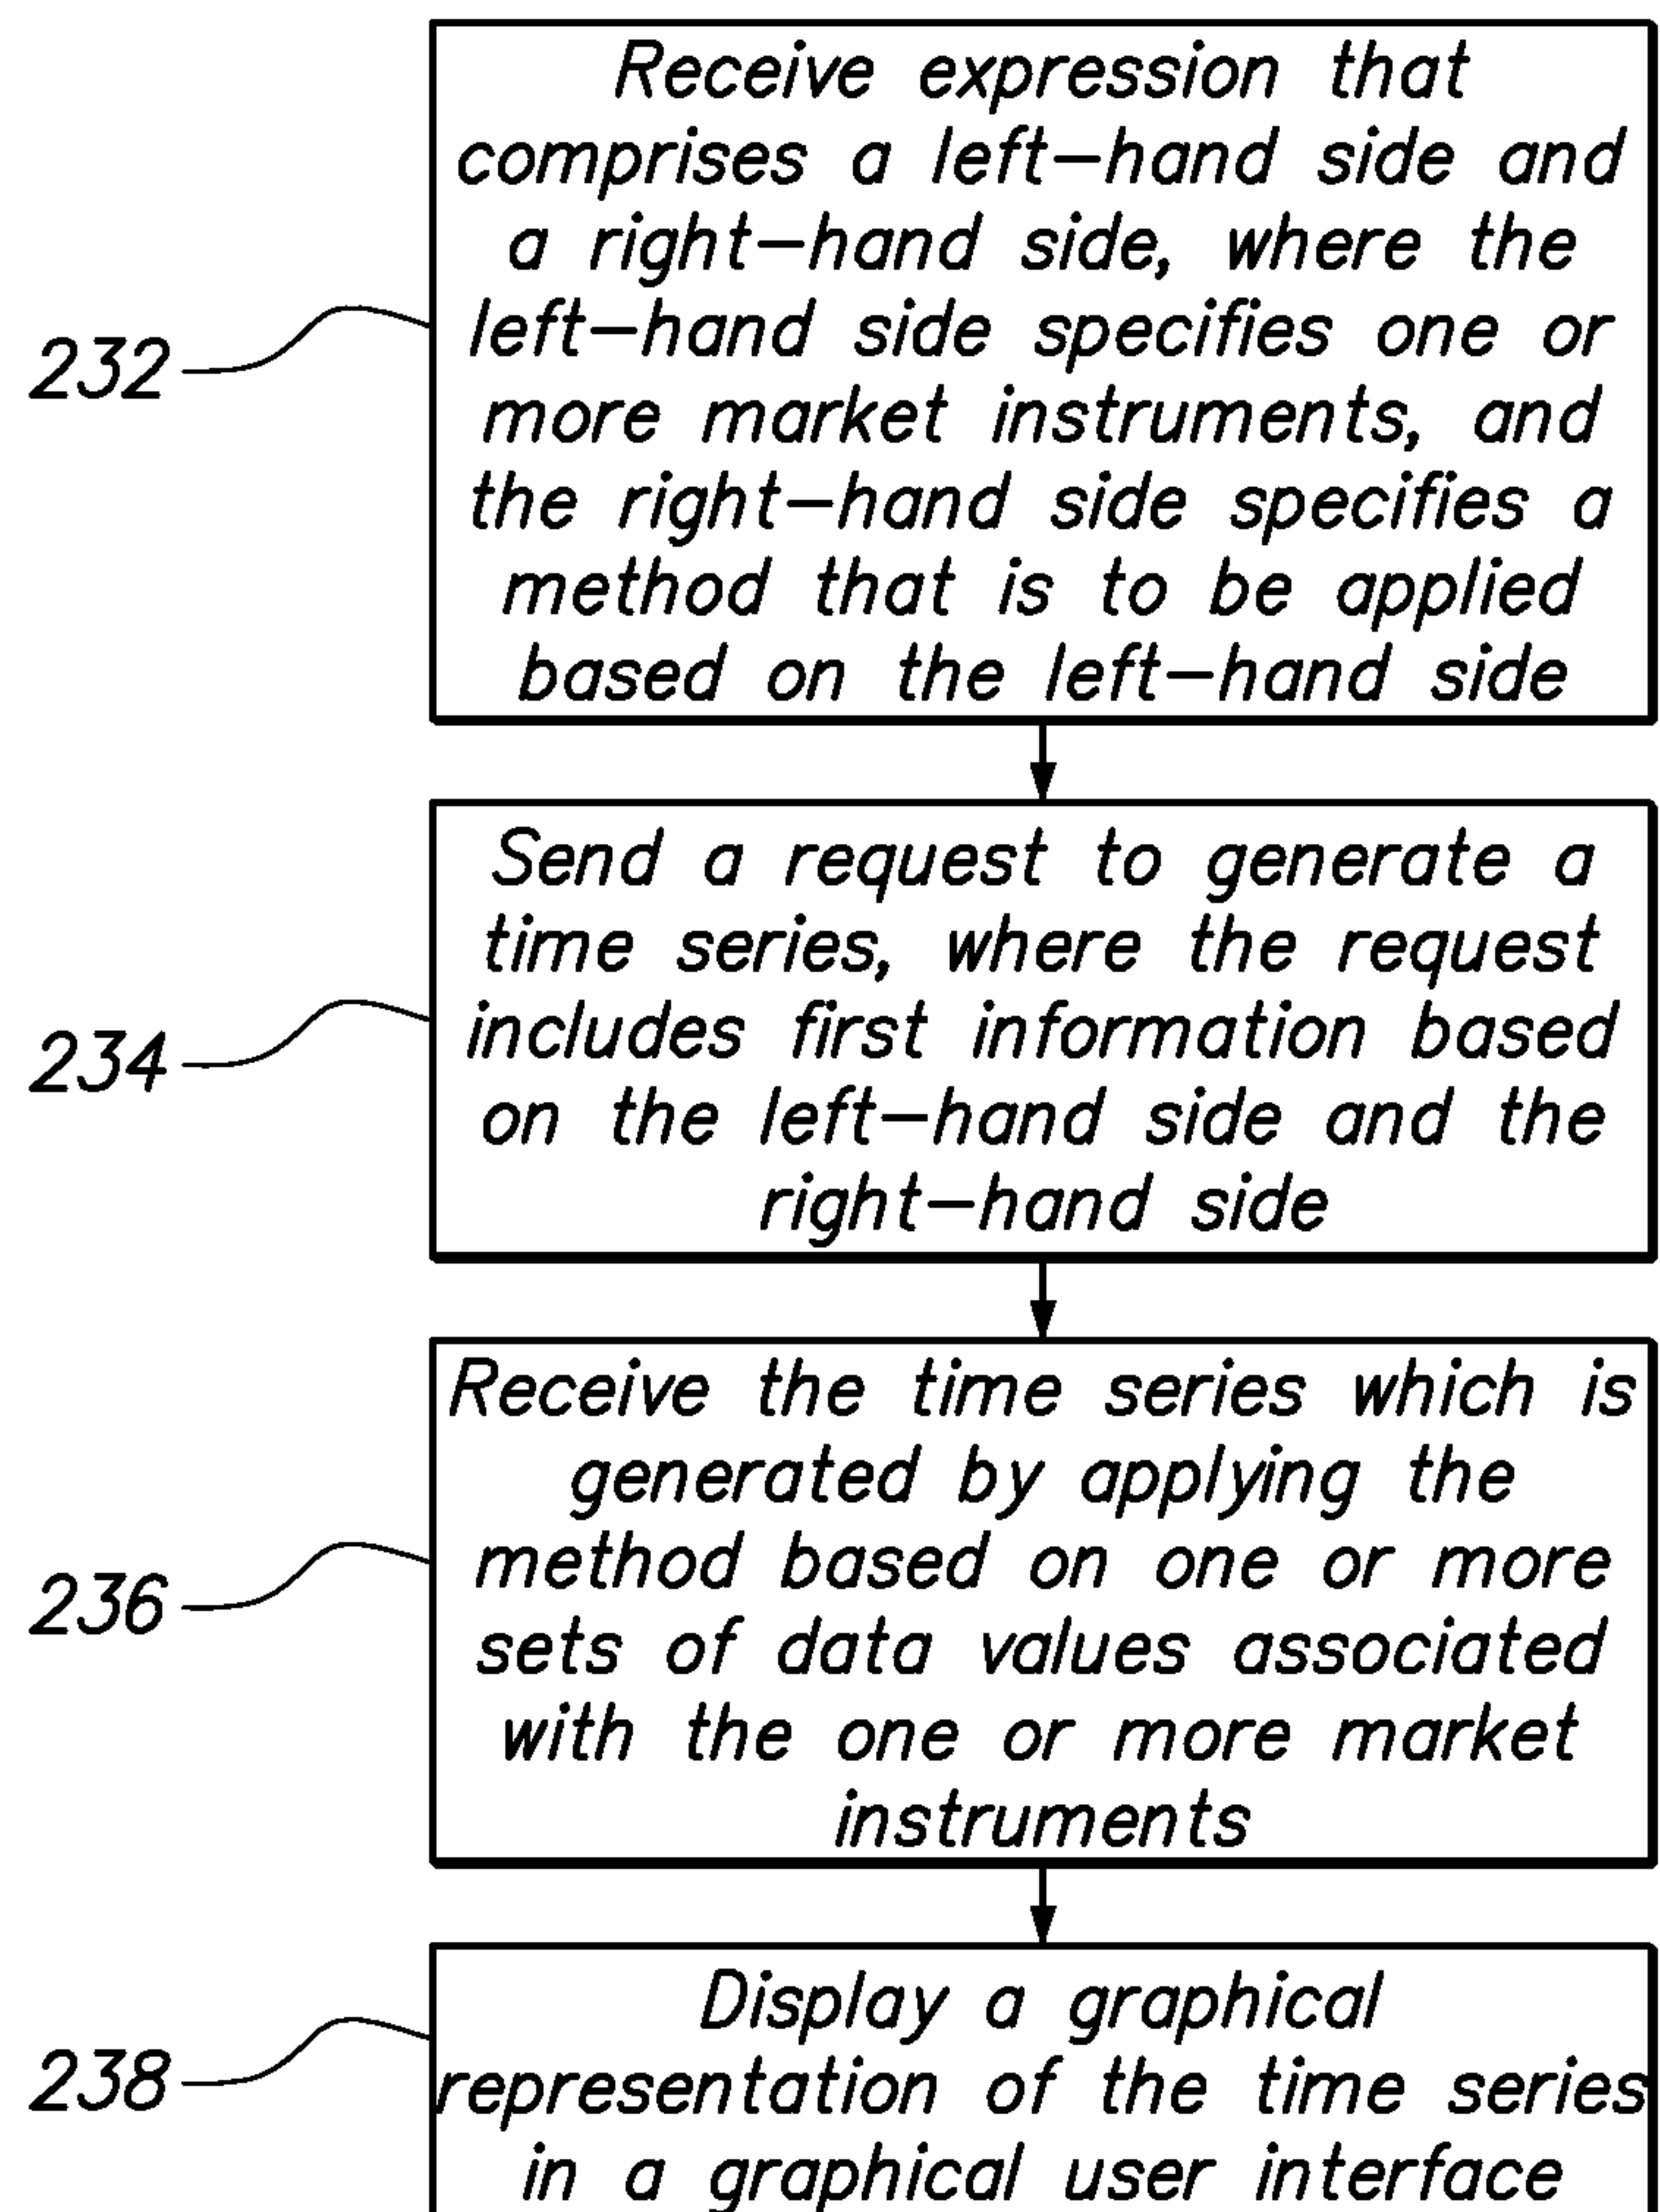 Receive expression that
comprises a left-hand side and
a right-hand side, where the
left-hand side specifies one or
more market instruments, and
the right-hand side specifies a
method that is to be applied
based on the left-hand side
232
Send a request to generate a
time series, where the request
includes first information based
on the left-hand side and the
right-hand side
234
Receive the time series which is
generated by applying the
method based on one or more
sets of data values associated
with the one or more market
instruments
236
Display a graphical
representation of the time series
in a graphical user interface
238